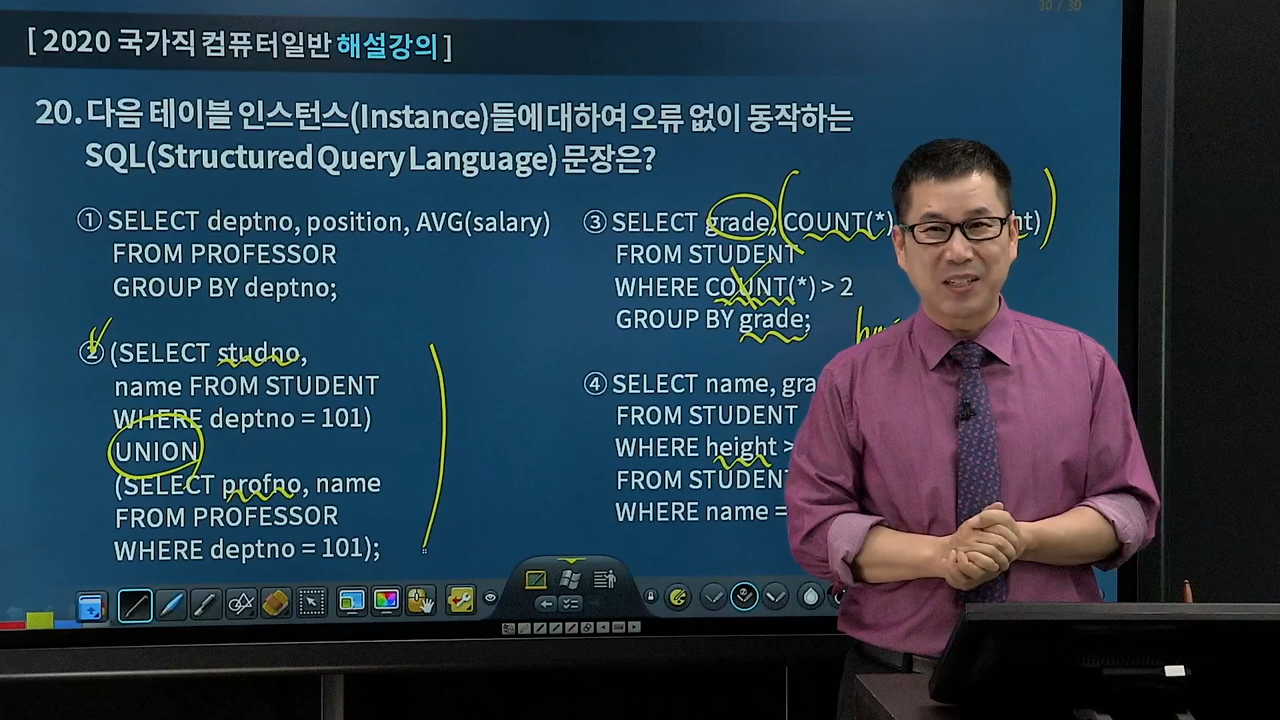 30 / 30
[ 2020 국가직 컴퓨터일반 해설강의 ]
20. 다음 테이블 인스턴스(Instance)들에 대하여 오류 없이 동작하는
SQL(Structured Query Language) 문장은?
① SELECT deptno, position, AVG(salary)
FROM PROFESSOR
GROUP BY deptno;
② (SELECT studno,
name FROM STUDENT
WHERE deptno = 101)
UNION
(SELECT profno, name
FROM PROFESSOR
WHERE deptno = 101);
③ SELECT grade, COUNT(*)
FROM STUDENT
WHERE COUNT(*) > 2
GROUP BY grade;
④ SELECT name,
FROM STUDENT
WHERE height >
FROM STUDENT
WHERE name =